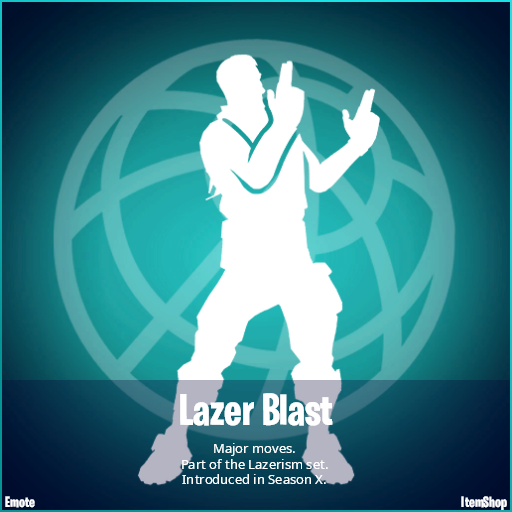 Lazer Blast
Major moves.
Part of the Lazerism set.
Introduced in Season X.
Emote
ItemShop